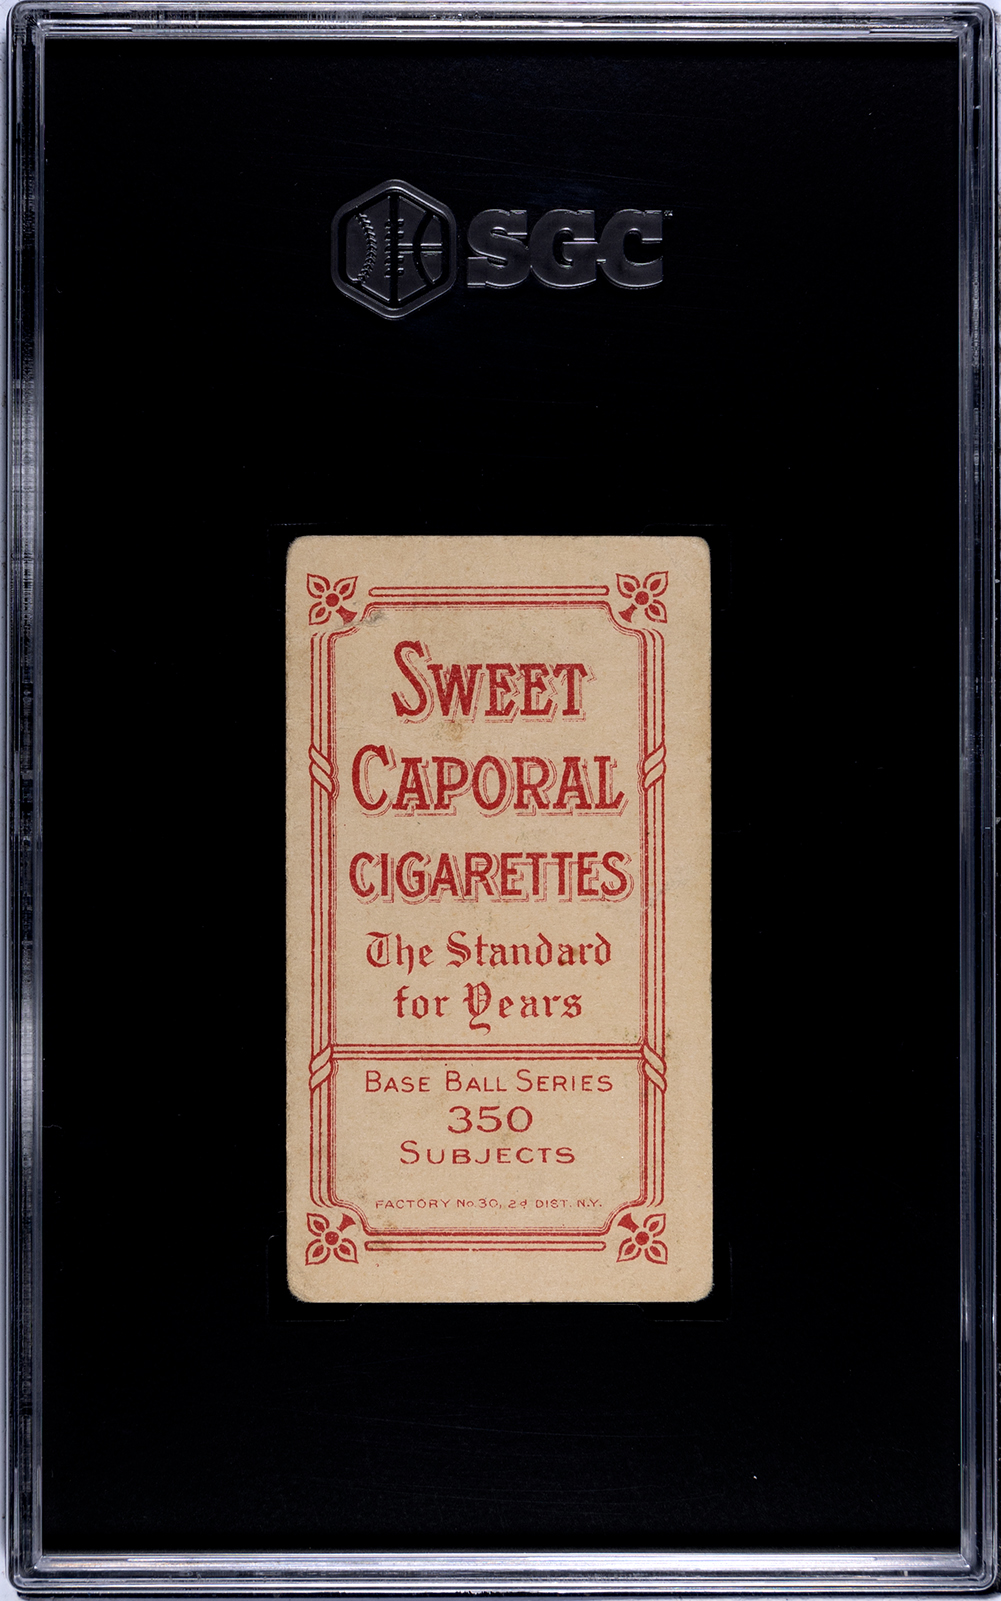 SGC
SWEET
CAPORAL
CIGARETTES
The Standard
for Years
BASE BALL SERIES
350
SUBJECTS
FACTORY No. 30, 2d DIST. N.Y.